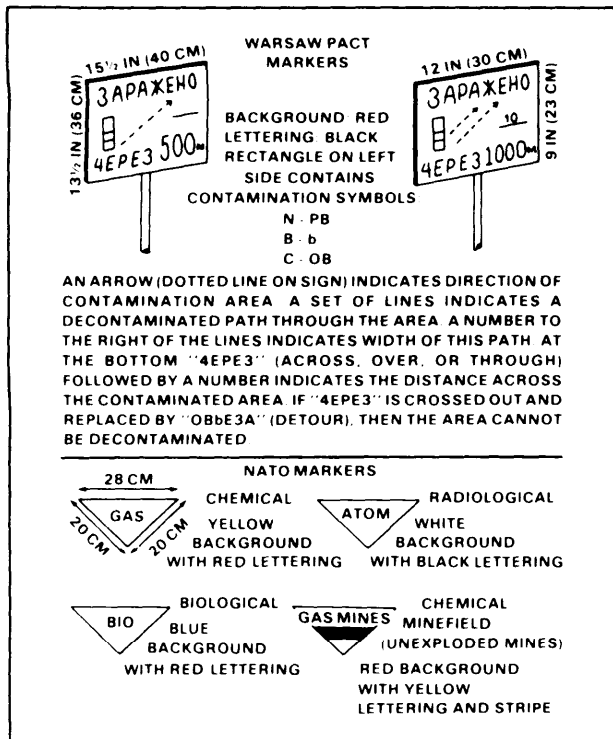 WARSAW PACT
MARKERS
15½ IN (40 CM)
13½ IN (36 CM)
ЗАРАЖЕНО
4EPE3 500м
12 IN (30 CM)
9 IN (23 CM)
ЗАРАЖЕНО
10
4EPE3 1000м
BACKGROUND RED
LETTERING BLACK
RECTANGLE ON LEFT
SIDE CONTAINS
CONTAMINATION SYMBOLS
N - PB
B - b
C - OB
AN ARROW (DOTTED LINE ON SIGN) INDICATES DIRECTION OF
CONTAMINATION AREA A SET OF LINES INDICATES A
DECONTAMINATED PATH THROUGH THE AREA A NUMBER TO
THE RIGHT OF THE LINES INDICATES WIDTH OF THIS PATH AT
THE BOTTOM "4EPE3" (ACROSS, OVER, OR THROUGH)
FOLLOWED BY A NUMBER INDICATES THE DISTANCE ACROSS
THE CONTAMINATED AREA. IF "4EPE3" IS CROSSED OUT AND
REPLACED BY "OBbE3A" (DETOUR), THEN THE AREA CANNOT
BE DECONTAMINATED
NATO MARKERS
28 CM
20 CM
20 CM
GAS
CHEMICAL
YELLOW
BACKGROUND
WITH RED LETTERING
ATOM
RADIOLOGICAL
WHITE
BACKGROUND
WITH BLACK LETTERING
BIO
BIOLOGICAL
BLUE
BACKGROUND
WITH RED LETTERING
GAS MINES
CHEMICAL
MINEFIELD
(UNEXPLODED MINES)
RED BACKGROUND
WITH YELLOW
LETTERING AND STRIPE